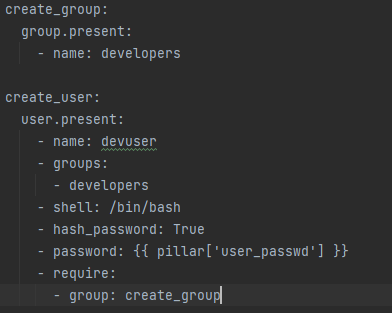 create_group:
  group.present:
    - name: developers

create_user:
  user.present:
    - name: devuser
    - groups:
      - developers
    - shell: /bin/bash
    - hash_password: True
    - password: {{ pillar['user_passwd'] }}
    - require:
      - group: create_group